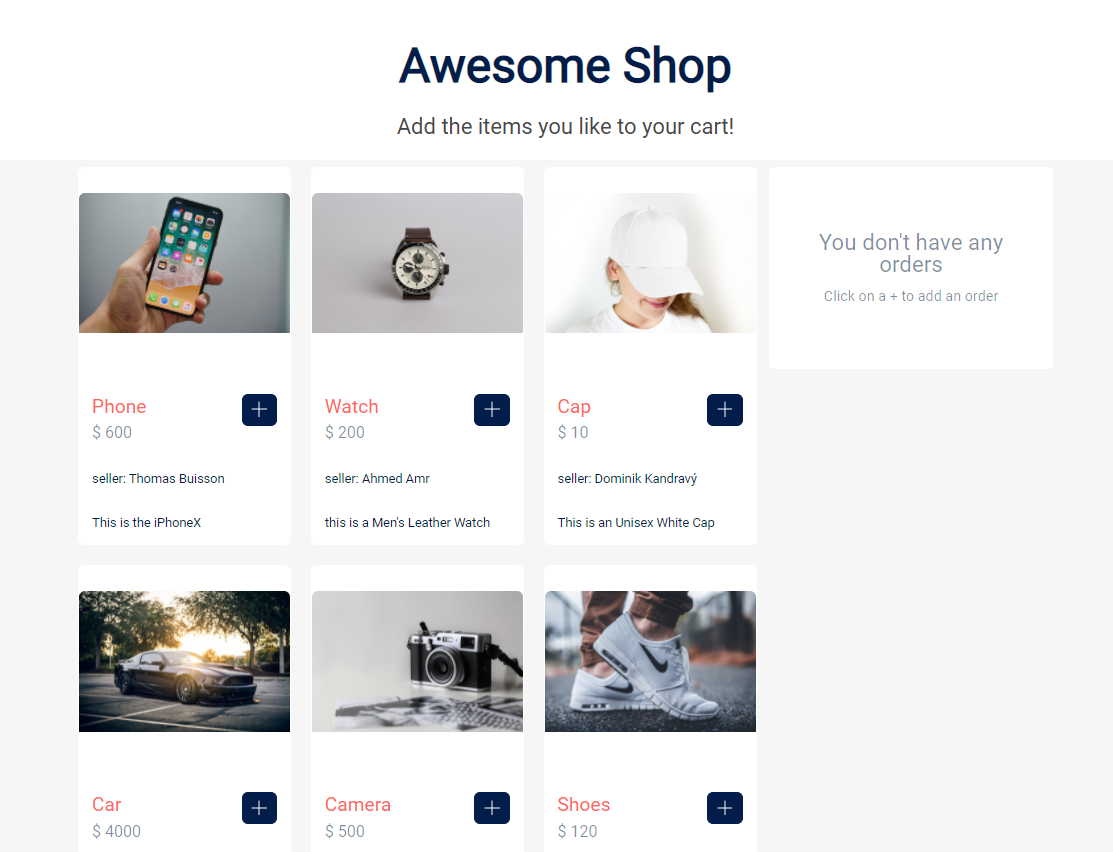 Awesome Shop
Add the items you like to your cart!
Phone
$ 600
seller: Thomas Buisson
This is the iPhoneX
Watch
$ 200
seller: Ahmed Amr
this is a Men's Leather Watch
Cap
$ 10
seller: Dominik Kandravý
This is an Unisex White Cap
You don't have any
orders
Click on a + to add an order
Car
$ 4000
Camera
$ 500
Shoes
$ 120